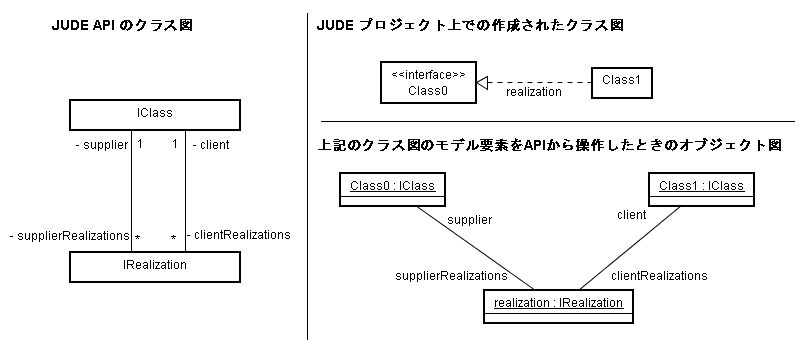 JUDE API のクラス図
IClass
- supplier 1 1 - client
- supplierRealizations * * - clientRealizations
IRealization
JUDE プロジェクト上での作成されたクラス図
<<interface>>
Class0
realization
Class1
上記のクラス図のモデル要素をAPIから操作したときのオブジェクト図
Class0 : IClass
Class1 : IClass
supplier
client
supplierRealizations
clientRealizations
realization : IRealization